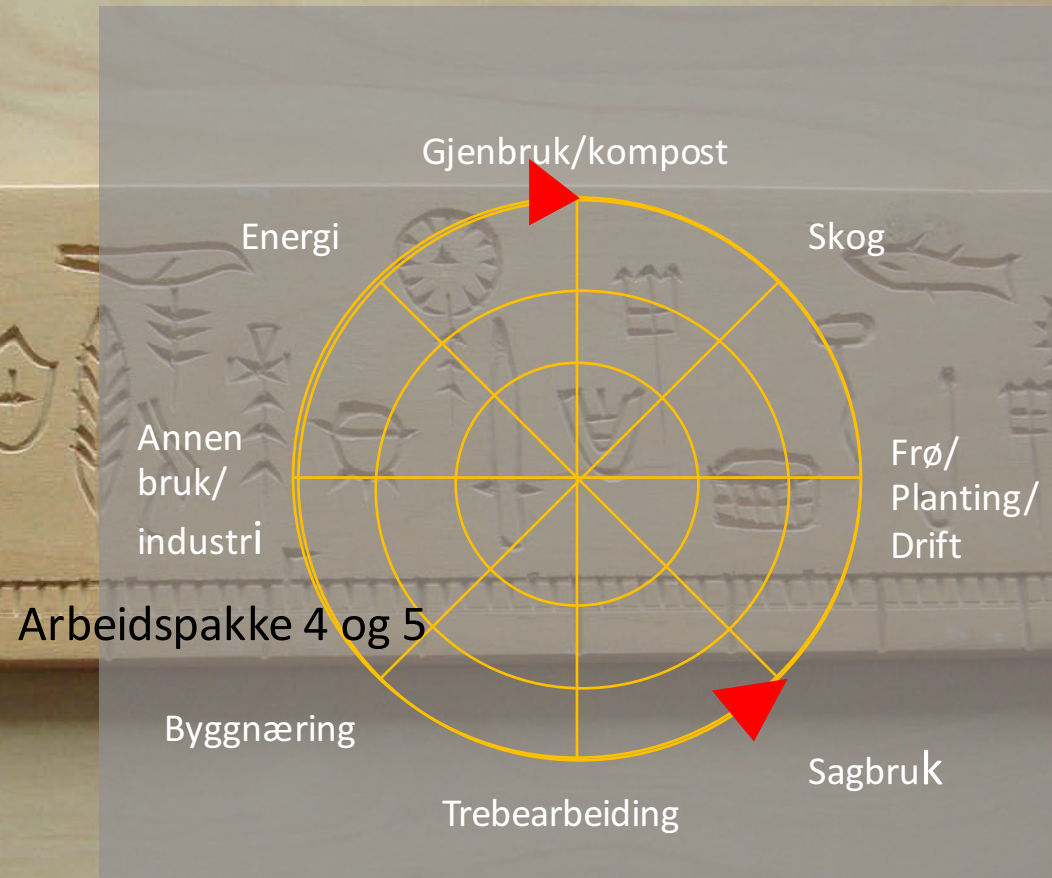 Gjenbruk/kompost
Energi
Skog
Annen
bruk/
industri
Frø/
Planting/
Drift
Arbeidspakke 4 og 5
Byggnæring
Sagbruk
Trebearbeiding